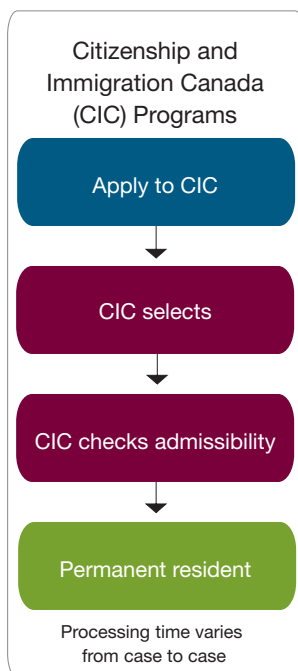 Citizenship and
Immigration Canada
(CIC) Programs
Apply to CIC
CIC selects
CIC checks admissibility
Permanent resident
Processing time varies
from case to case